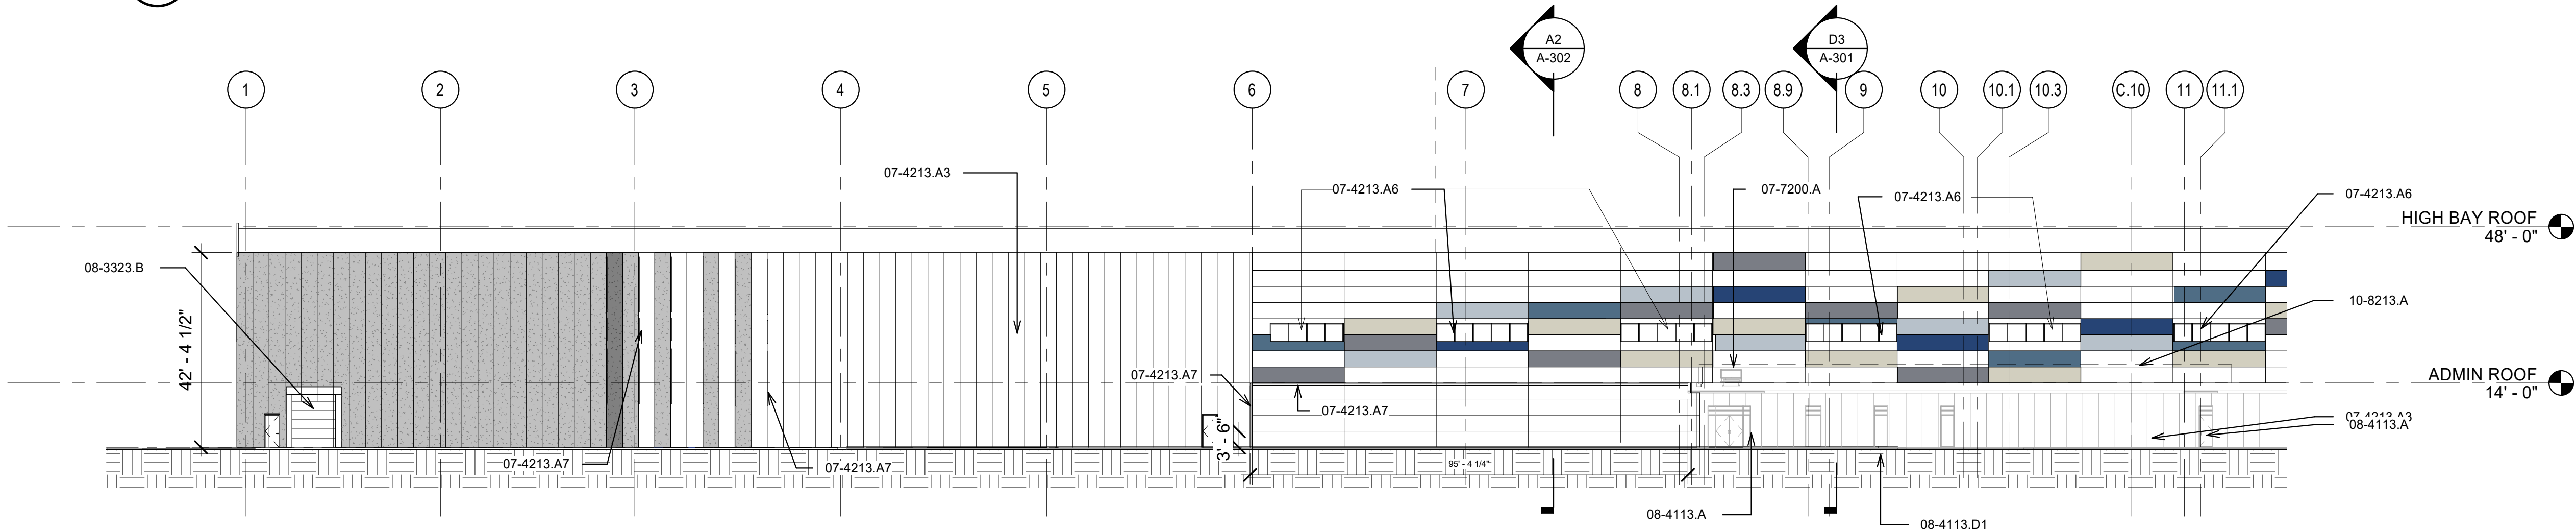 A2
A-302
D3
A-301
1
2
3
4
5
6
7
8
8.1
8.3
8.9
9
10
10.1
10.3
C.10
11
11.1
07-4213.A3
07-4213.A6
07-7200.A
07-4213.A6
07-4213.A6
HIGH BAY ROOF
48' - 0"
08-3323.B
10-8213.A
42' - 4 1/2"
07-4213.A7
ADMIN ROOF
14' - 0"
07-4213.A7
07-4213.A3
08-4113.A
3' - 6"
07-4213.A7
07-4213.A7
95' - 4 1/4"
08-4113.A
08-4113.D1